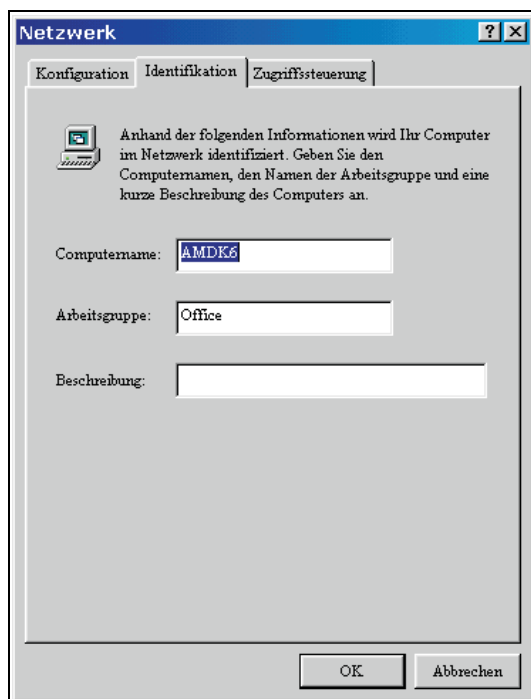 Netzwerk
Konfiguration Identifikation Zugriffssteuerung
Anhand der folgenden Informationen wird Ihr Computer
im Netzwerk identifiziert. Geben Sie den
Computernamen, den Namen der Arbeitsgruppe und eine
kurze Beschreibung des Computers an.
Computername: AMDK6
Arbeitsgruppe: Office
Beschreibung:
OK Abbrechen